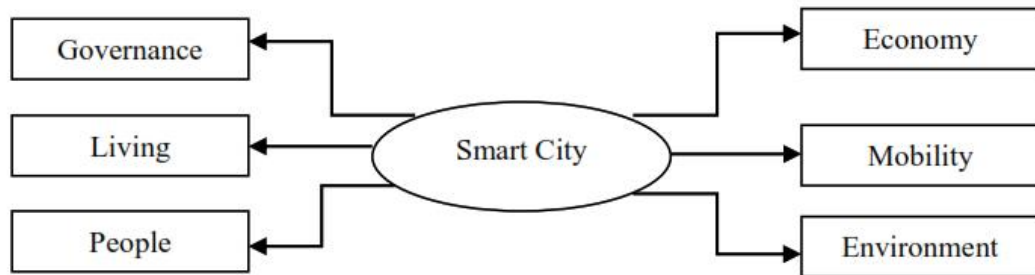 Governance
Living
People
Smart City
Economy
Mobility
Environment